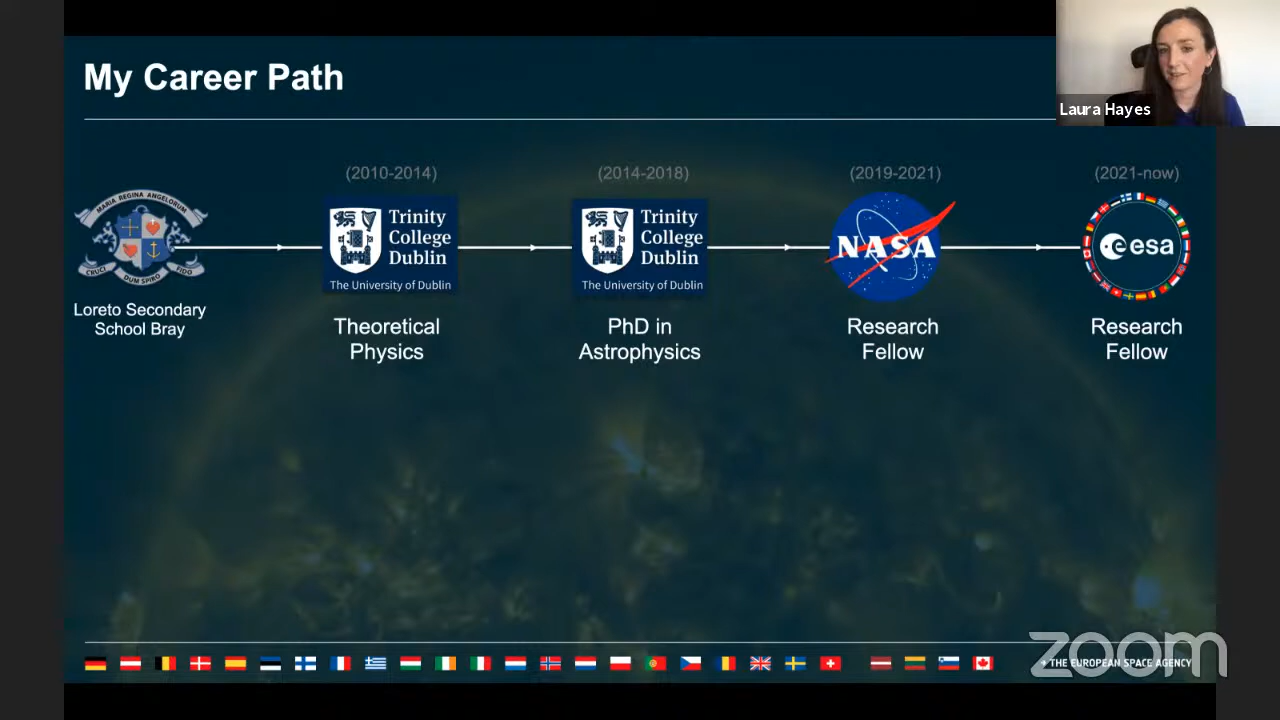 My Career Path
Laura Hayes
(2010-2014)
(2014-2018)
(2019-2021)
(2021-now)
MARIA REGINA ANGELORUM
CRUCI DUM SPIRO FIDO
Trinity
College
Dublin
The University of Dublin
Trinity
College
Dublin
The University of Dublin
NASA
esa
Loreto Secondary
School Bray
Theoretical
Physics
PhD in
Astrophysics
Research
Fellow
Research
Fellow
→ THE EUROPEAN SPACE AGENCY
zoom